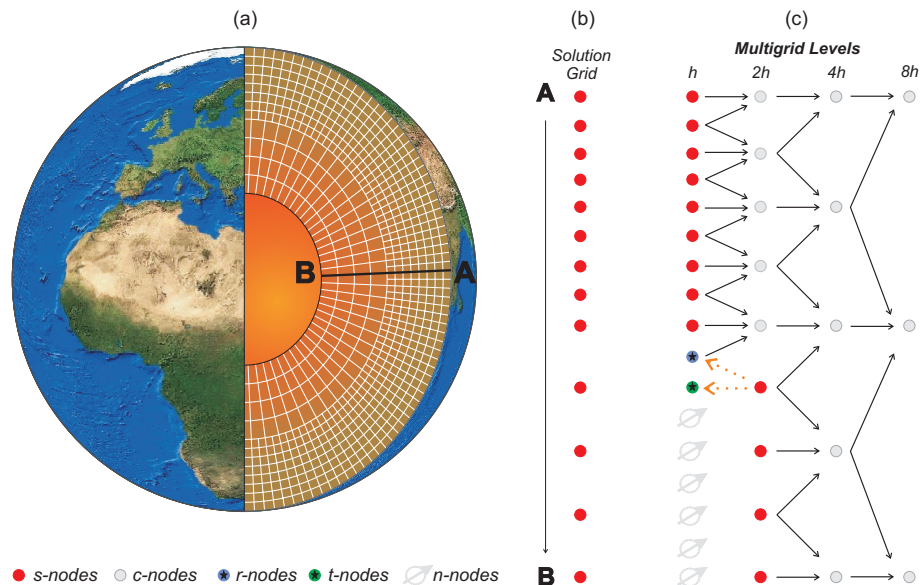 (a)
(b)
(c)
Solution
Grid
Multigrid Levels
h
2h
4h
8h
A
B
A
B
s-nodes
c-nodes
r-nodes
t-nodes
n-nodes